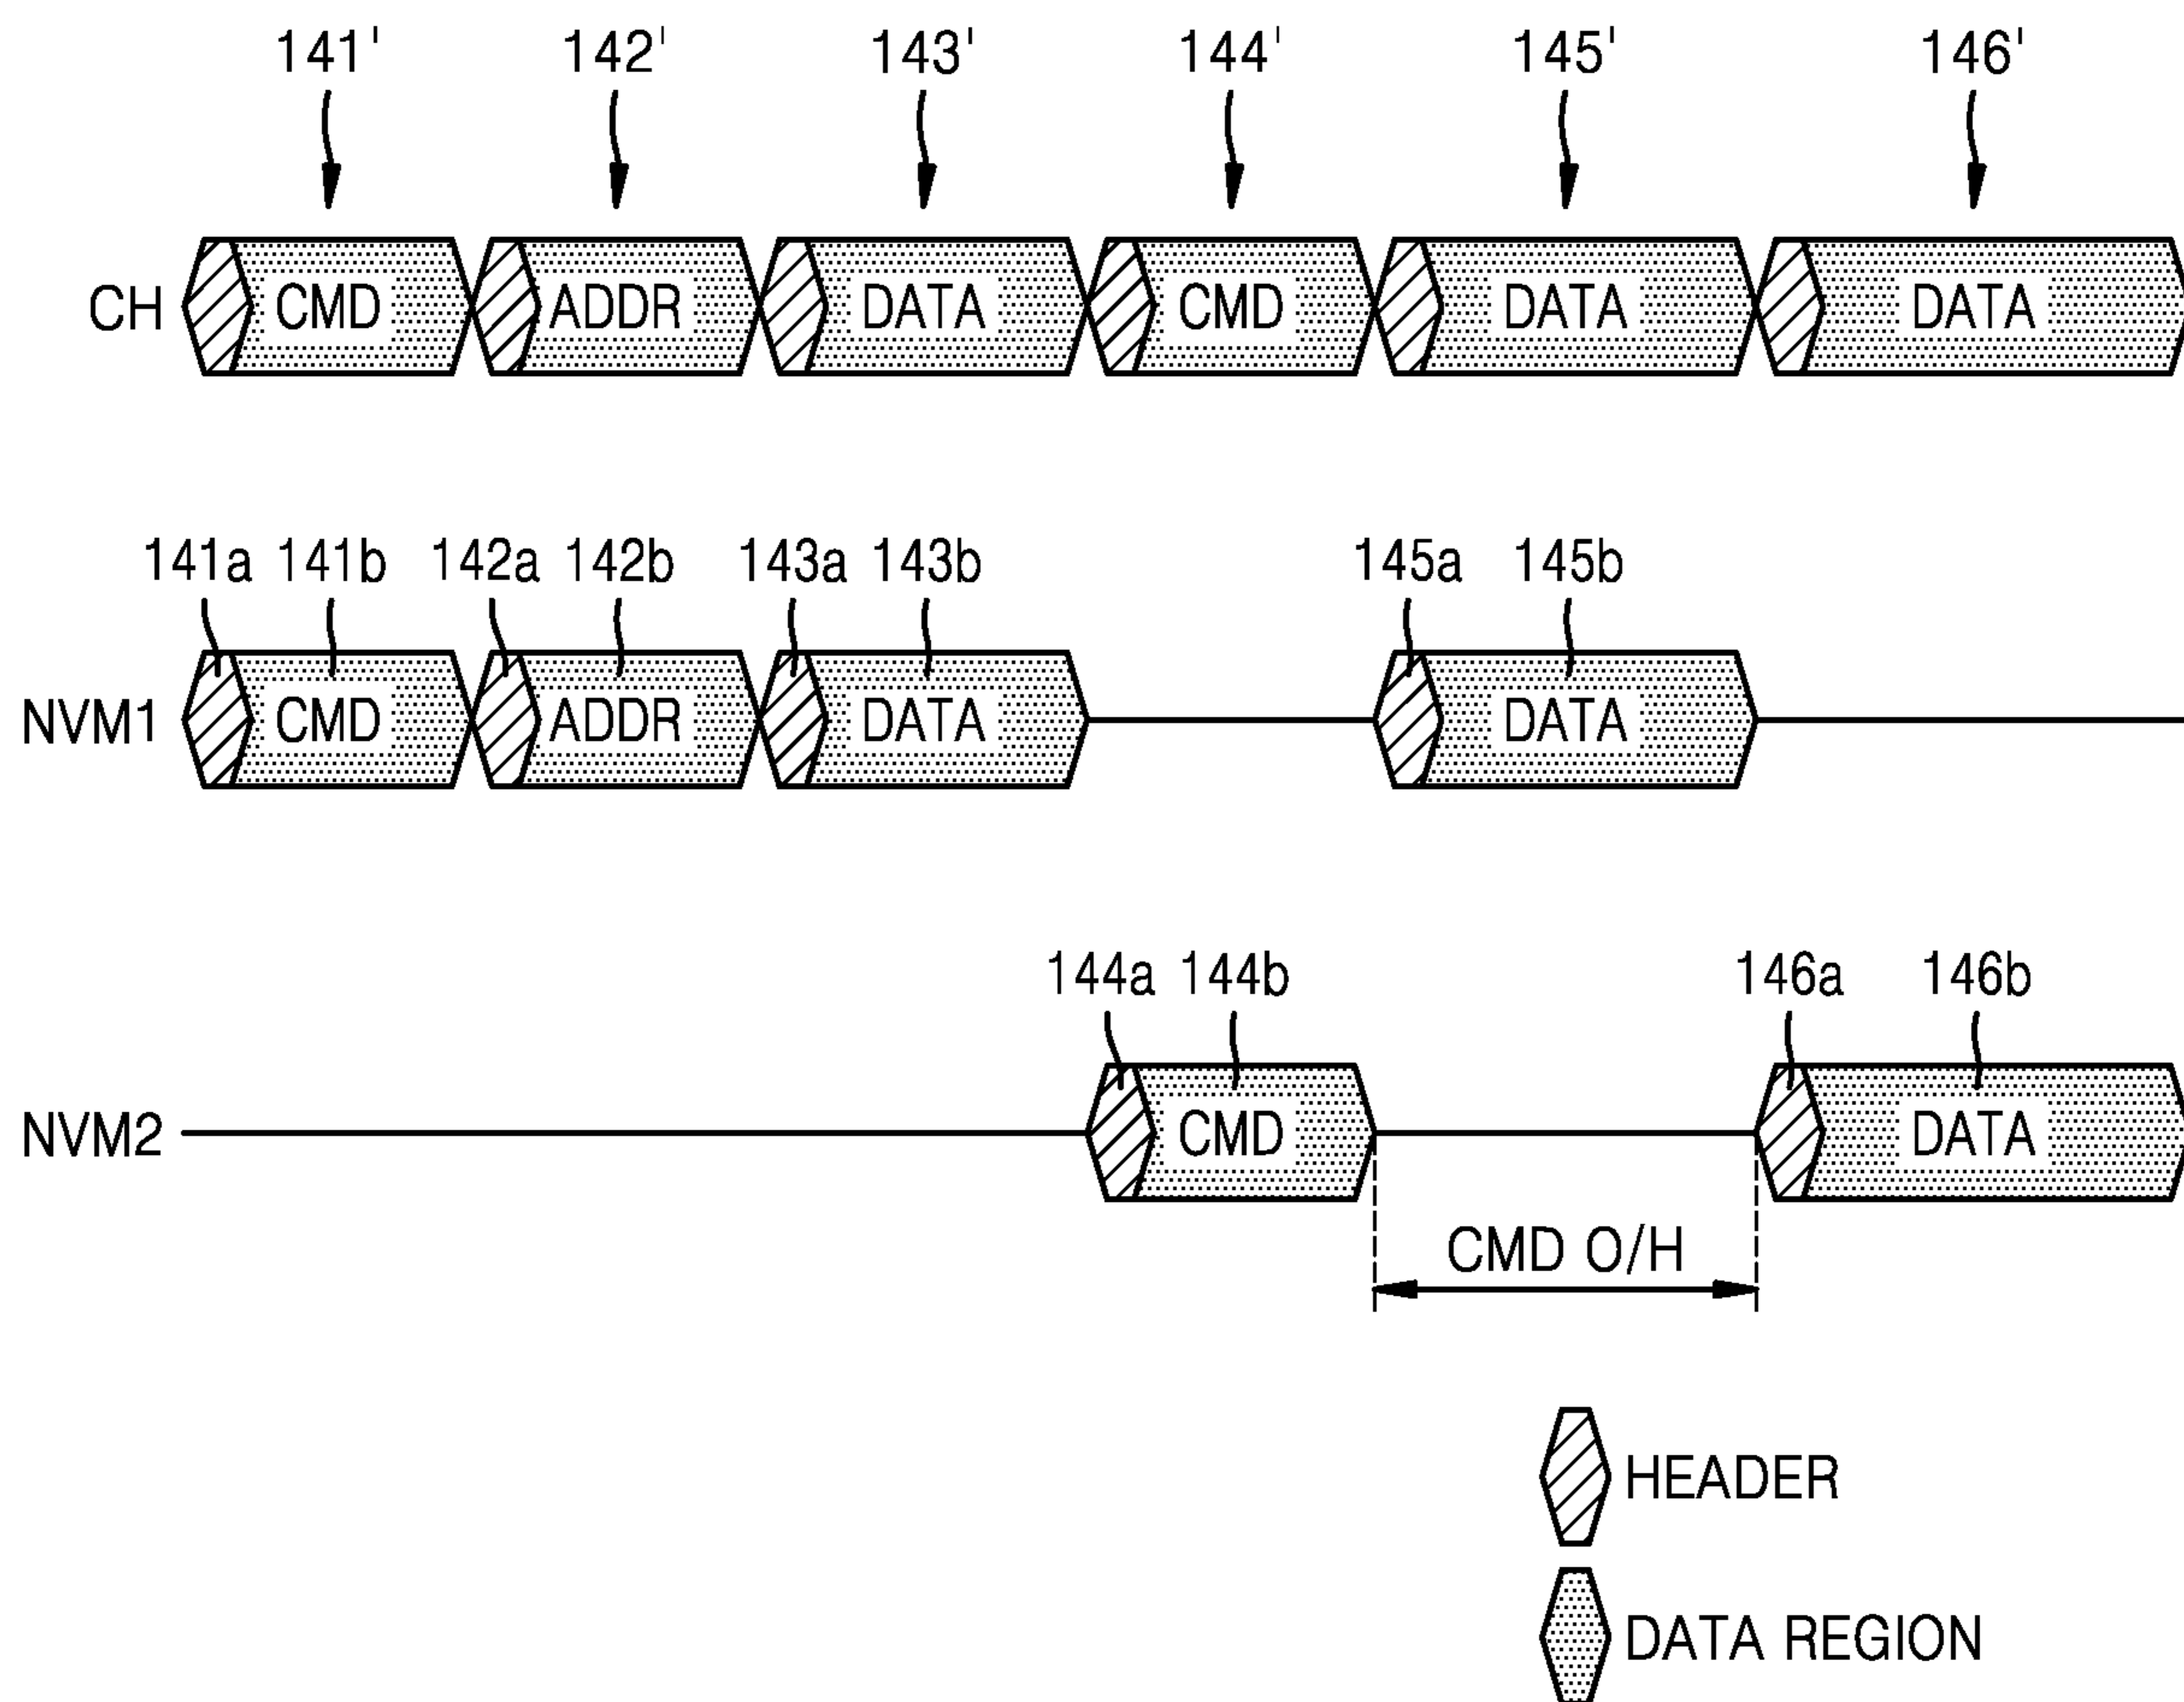 141' 142' 143' 144' 145' 146'
CH CMD ADDR DATA CMD DATA DATA
141a 141b 142a 142b 143a 143b 145a 145b
NVM1 CMD ADDR DATA DATA
144a 144b 146a 146b
NVM2 CMD DATA
CMD O/H
HEADER
DATA REGION